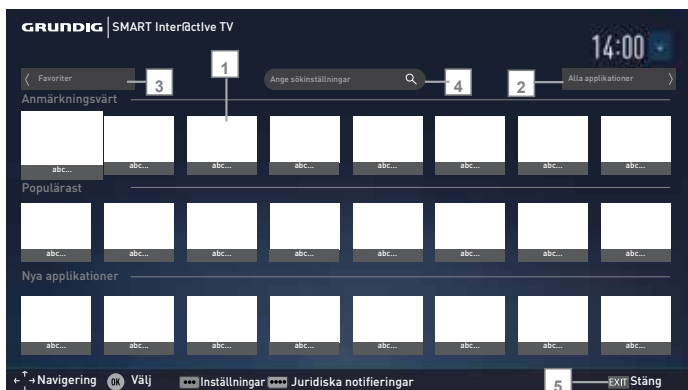 GRUNDIG SMART Inter@ctIve TV
14:00
Favoriter 3 1 Ange sökinställningar 4 2 Alla applikationer
Anmärkningsvärt
abc... abc... abc... abc... abc... abc... abc... abc...
Populärast
abc... abc... abc... abc... abc... abc... abc... abc...
Nya applikationer
abc... abc... abc... abc... abc... abc... abc... abc...
Navigering OK Välj Inställningar Juridiska notifieringar 5 EXIT Stäng